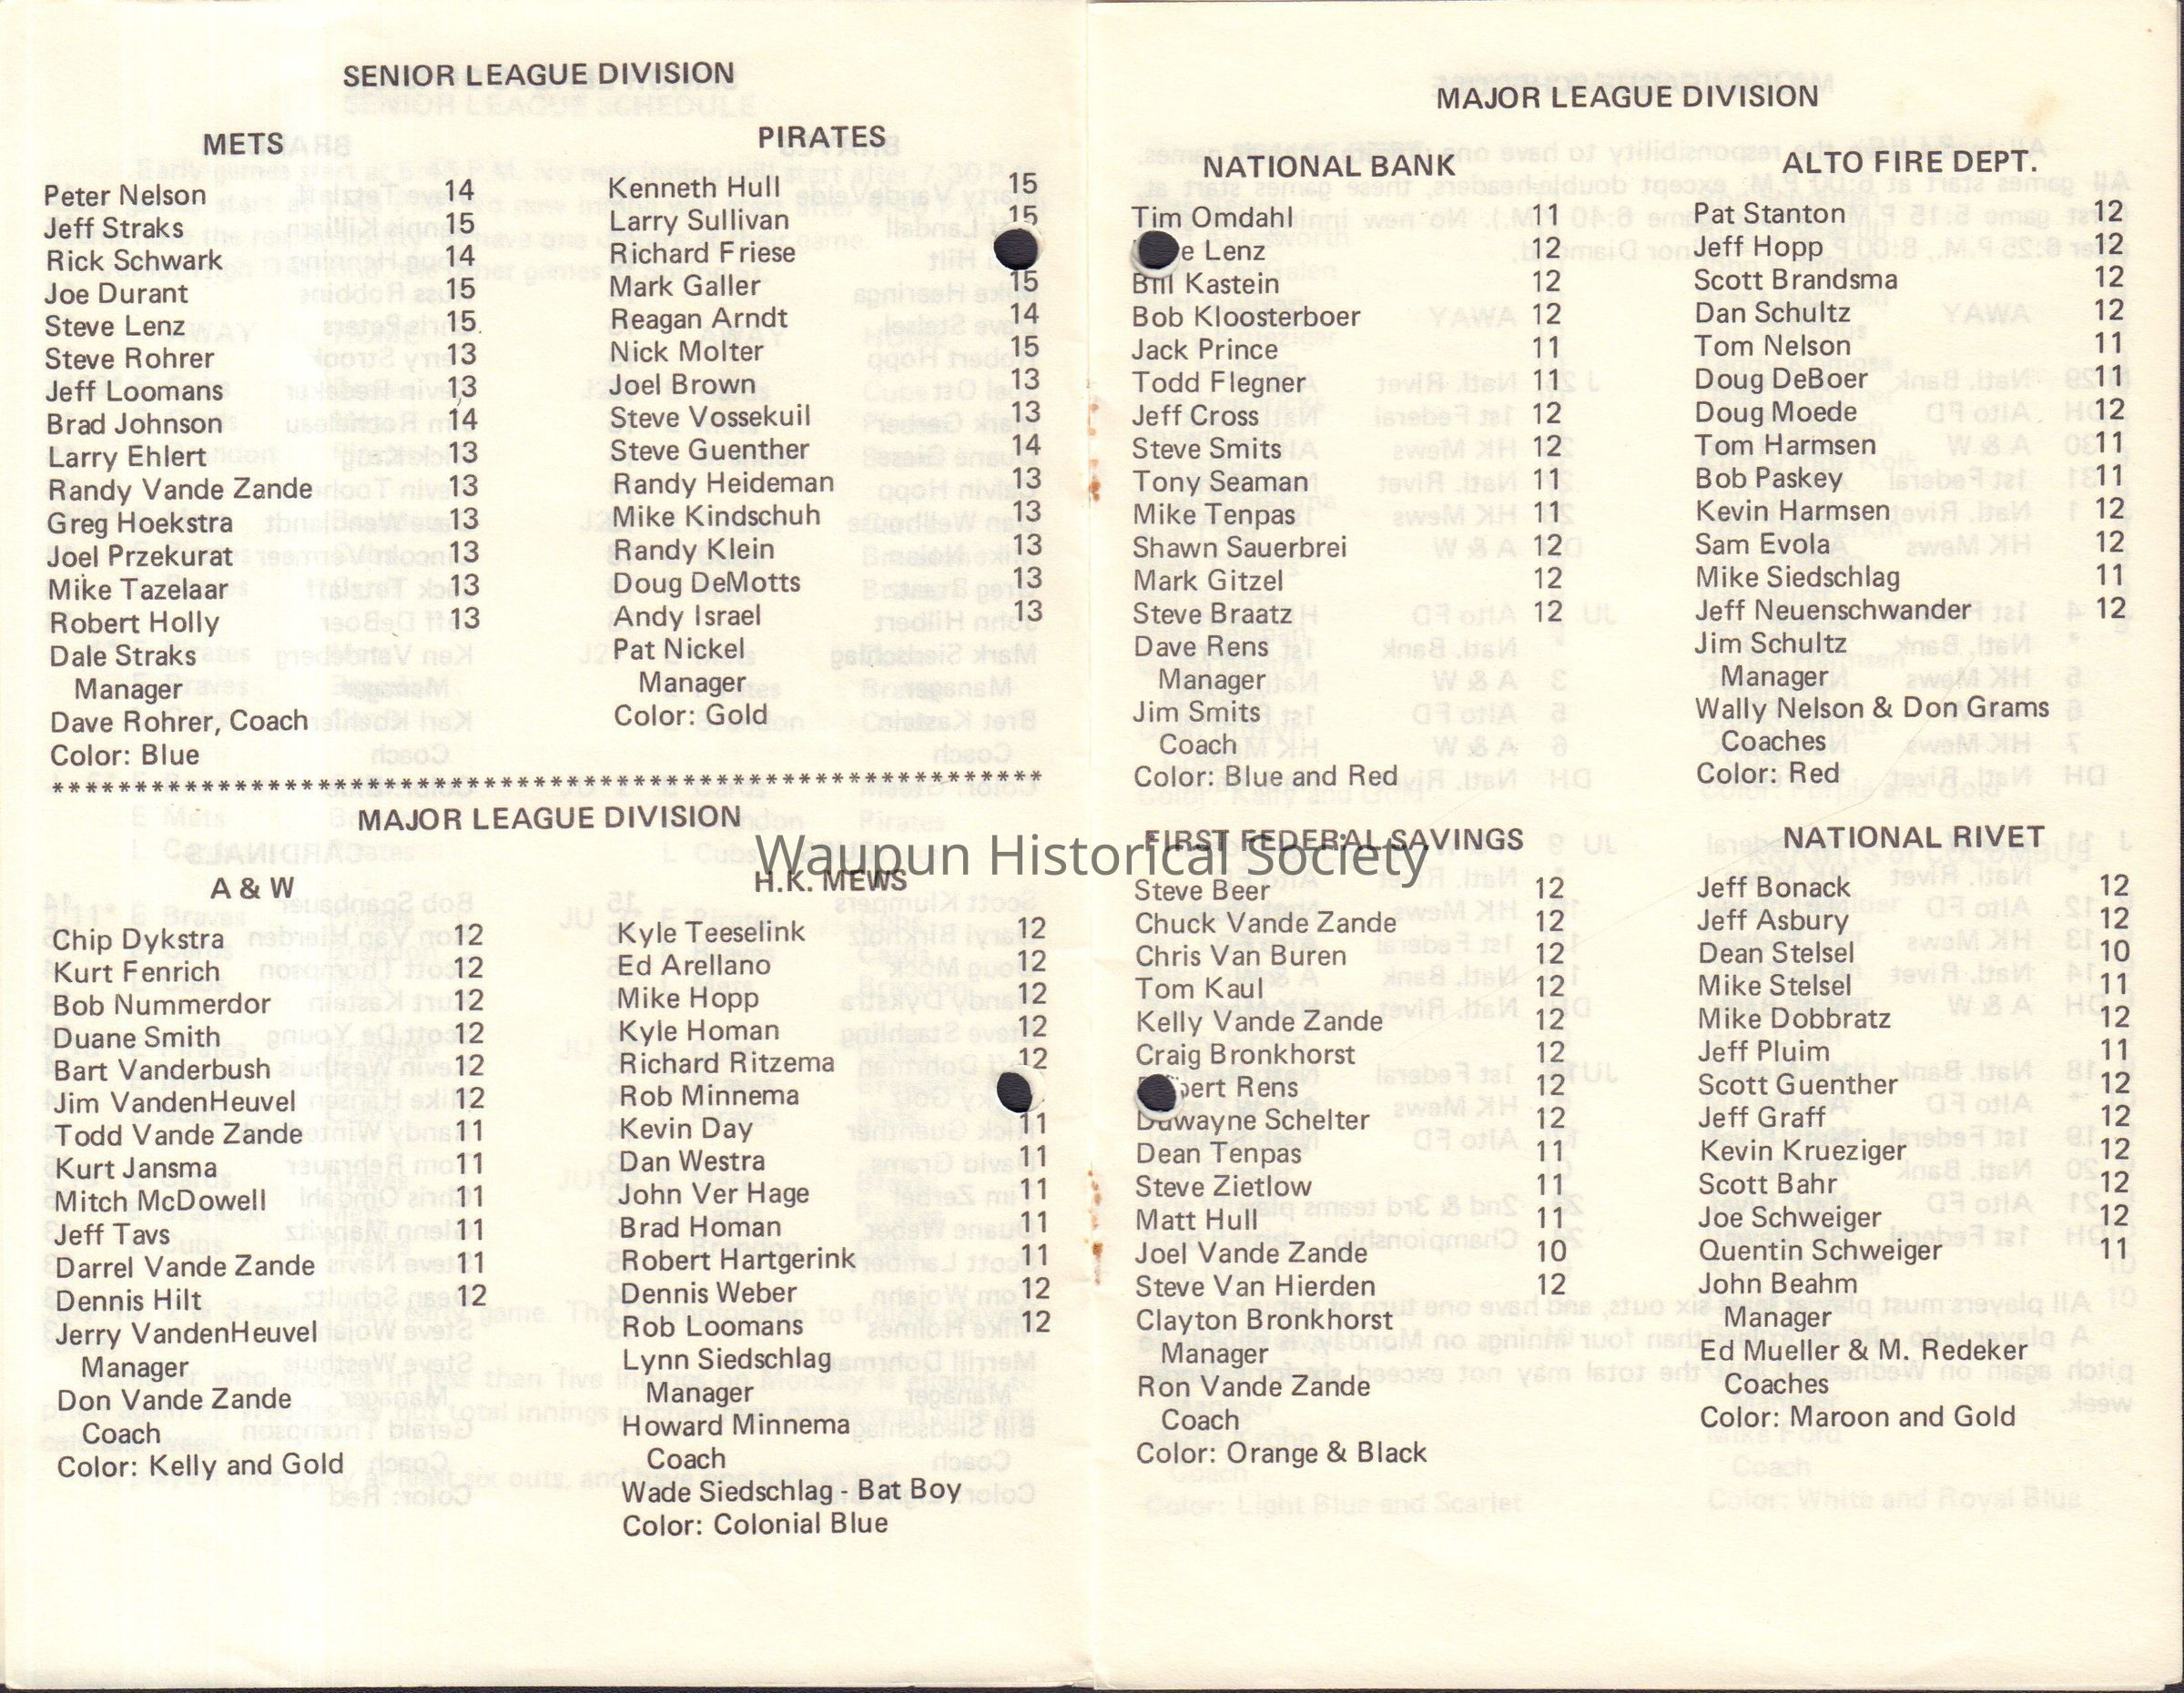 SENIOR LEAGUE DIVISION
METS
Peter Nelson 14
Jeff Straks 15
Rick Schwark 14
Joe Durant 15
Steve Lenz 15
Steve Rohrer 13
Jeff Loomans 13
Brad Johnson 14
Larry Ehlert 13
Randy Vande Zande 13
Greg Hoekstra 13
Joel Przekurat 13
Mike Tazelaar 13
Robert Holly 13
Dale Straks
Manager
Dave Rohrer, Coach
Color: Blue
PIRATES
Kenneth Hull 15
Larry Sullivan 15
Richard Friese
Mark Galler 15
Reagan Arndt 14
Nick Molter 15
Joel Brown 13
Steve Vossekuil 13
Steve Guenther 14
Randy Heideman 13
Mike Kindschuh 13
Randy Klein 13
Doug DeMotts 13
Andy Israel 13
Pat Nickel
Manager
Color: Gold
MAJOR LEAGUE DIVISION
A & W
Chip Dykstra 12
Kurt Fenrich 12
Bob Nummerdor 12
Duane Smith 12
Bart Vanderbush 12
Jim VandenHeuvel 12
Todd Vande Zande 11
Kurt Jansma 11
Mitch McDowell 11
Jeff Tavs 11
Darrel Vande Zande 11
Dennis Hilt 12
Jerry VandenHeuvel
Manager
Don Vande Zande
Coach
Color: Kelly and Gold
H.K. MEWS
Kyle Teeselink 12
Ed Arellano 12
Mike Hopp 12
Kyle Homan 12
Richard Ritzema 12
Rob Minnema
Kevin Day 11
Dan Westra 11
John Ver Hage 11
Brad Homan 11
Robert Hartgerink 11
Dennis Weber 12
Rob Loomans 12
Lynn Siedschlag
Manager
Howard Minnema
Coach
Wade Siedschlag - Bat Boy
Color: Colonial Blue
MAJOR LEAGUE DIVISION
NATIONAL BANK
Tim Omdahl 11
Lenz 12
Bill Kastein 12
Bob Kloosterboer 12
Jack Prince 11
Todd Flegner 11
Jeff Cross 12
Steve Smits 12
Tony Seaman 11
Mike Tenpas 11
Shawn Sauerbrei 12
Mark Gitzel 12
Steve Braatz 12
Dave Rens
Manager
Jim Smits
Coach
Color: Blue and Red
ALTO FIRE DEPT.
Pat Stanton 12
Jeff Hopp 12
Scott Brandsma 12
Dan Schultz 12
Tom Nelson 11
Doug DeBoer 11
Doug Moede 12
Tom Harmsen 11
Bob Paskey 11
Kevin Harmsen 12
Sam Evola 12
Mike Siedschlag 11
Jeff Neuenschwander 12
Jim Schultz
Manager
Wally Nelson & Don Grams
Coaches
Color: Red
FIRST FEDERAL SAVINGS
Steve Beer 12
Chuck Vande Zande 12
Chris Van Buren 12
Tom Kaul 12
Kelly Vande Zande 12
Craig Bronkhorst 12
Rens 12
Duwayne Schelter 12
Dean Tenpas 11
Steve Zietlow 11
Matt Hull 11
Joel Vande Zande 10
Steve Van Hierden 12
Clayton Bronkhorst
Manager
Ron Vande Zande
Coach
Color: Orange & Black
NATIONAL RIVET
Jeff Bonack 12
Jeff Asbury 12
Dean Stelsel 10
Mike Stelsel 11
Mike Dobbratz 12
Jeff Pluim 11
Scott Guenther 12
Jeff Graff 12
Kevin Krueziger 12
Scott Bahr 12
Joe Schweiger 12
Quentin Schweiger 11
John Beahm
Manager
Ed Mueller & M. Redeker
Coaches
Color: Maroon and Gold
Waupun Historical Society